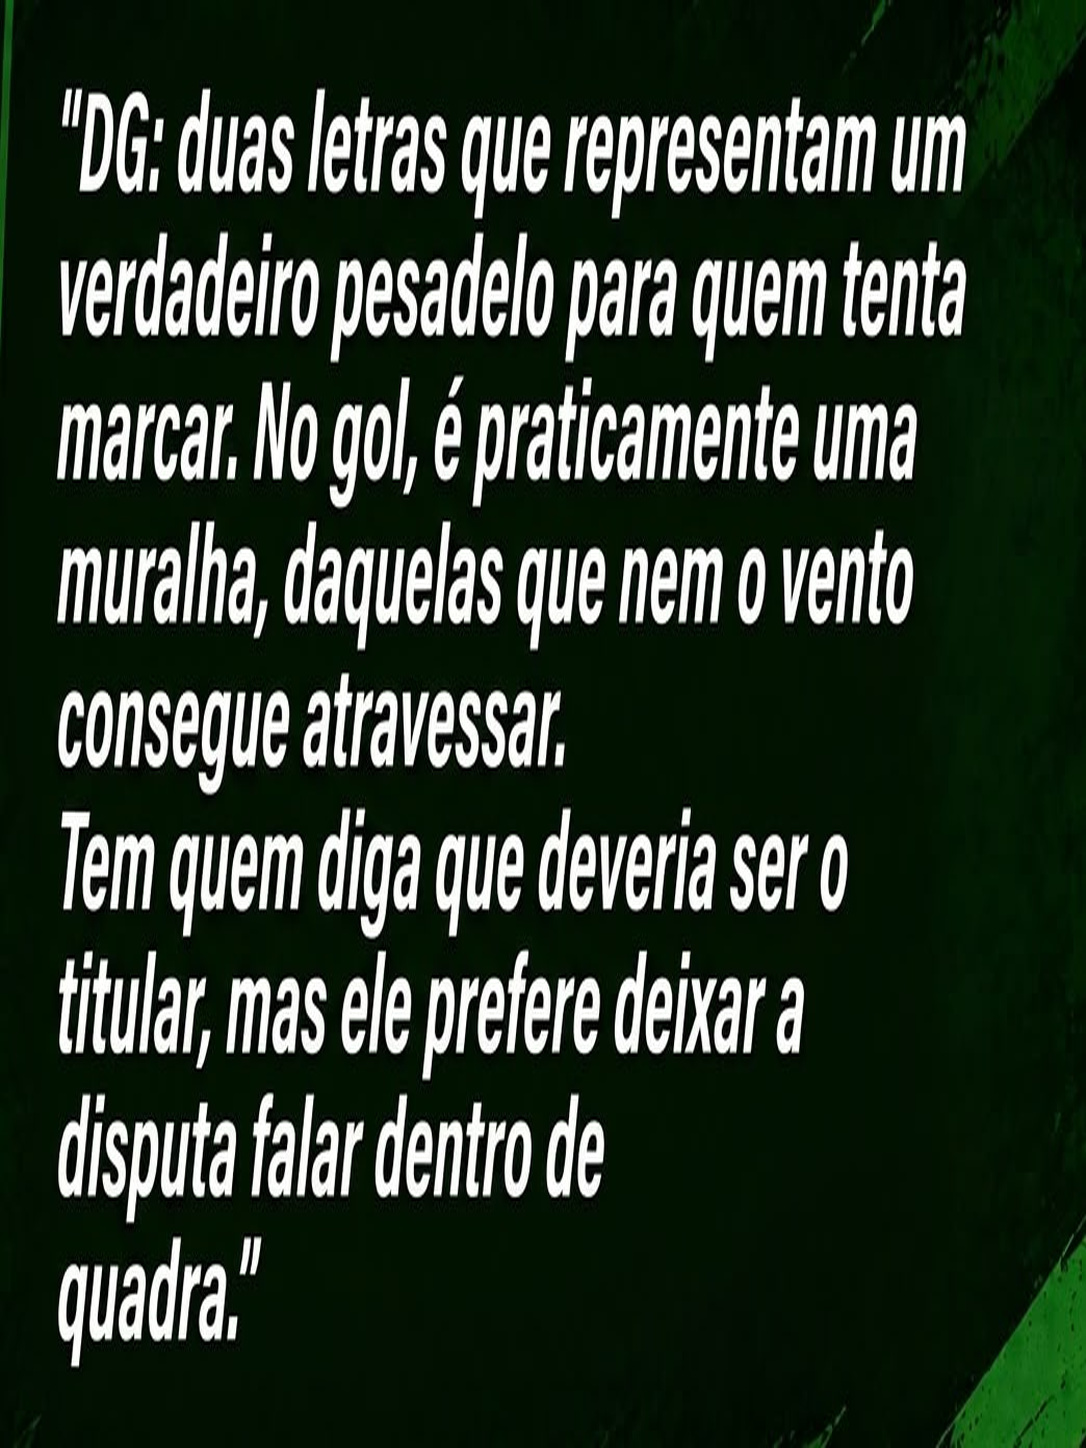 "DG: duas letras que representam um
verdadeiro pesadelo para quem tenta
marcar. No gol, é praticamente uma
muralha, daquelas que nem o vento
consegue atravessar.
Tem quem diga que deveria ser o
titular, mas ele prefere deixar a
disputa falar dentro de
quadra."